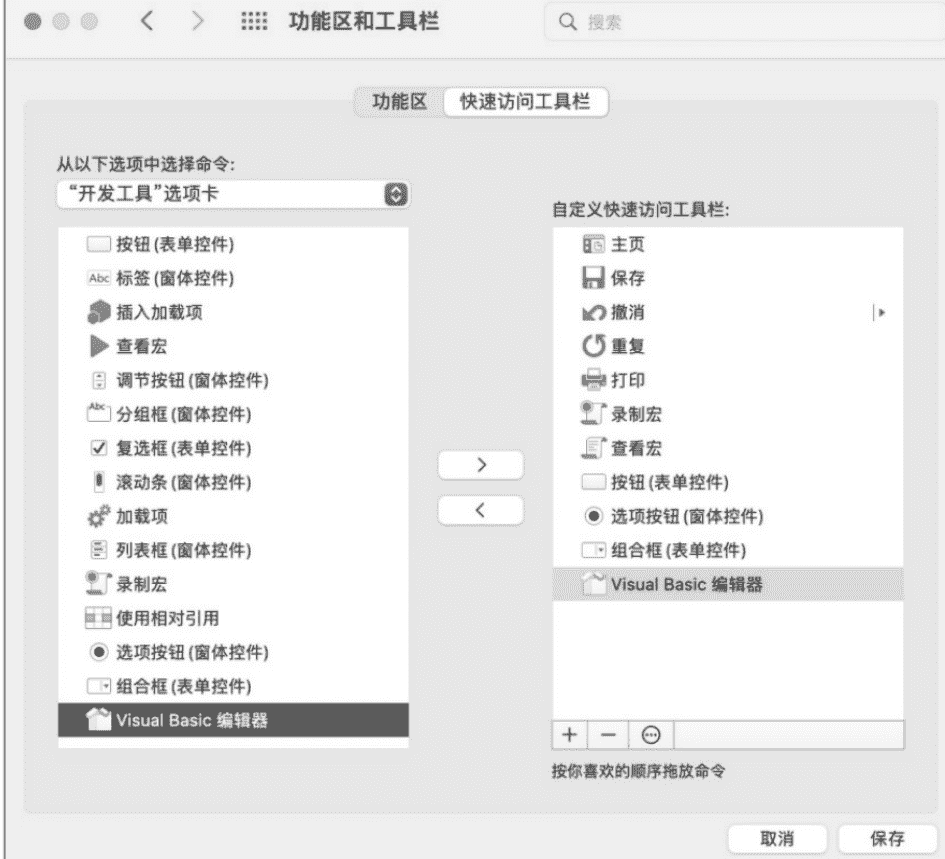 功能区和工具栏
搜索
功能区
快速访问工具栏
从以下选项中选择命令:
“开发工具”选项卡
按钮 (表单控件)
Abc 标签 (窗体控件)
插入加载项
查看宏
调节按钮 (窗体控件)
Abc 分组框 (窗体控件)
复选框 (表单控件)
滚动条 (窗体控件)
加载项
列表框 (窗体控件)
录制宏
使用相对引用
选项按钮 (窗体控件)
组合框 (表单控件)
Visual Basic 编辑器
自定义快速访问工具栏:
主页
保存
撤消
重复
打印
录制宏
查看宏
按钮 (表单控件)
选项按钮 (窗体控件)
组合框 (表单控件)
Visual Basic 编辑器
按你喜欢的顺序拖放命令
取消
保存